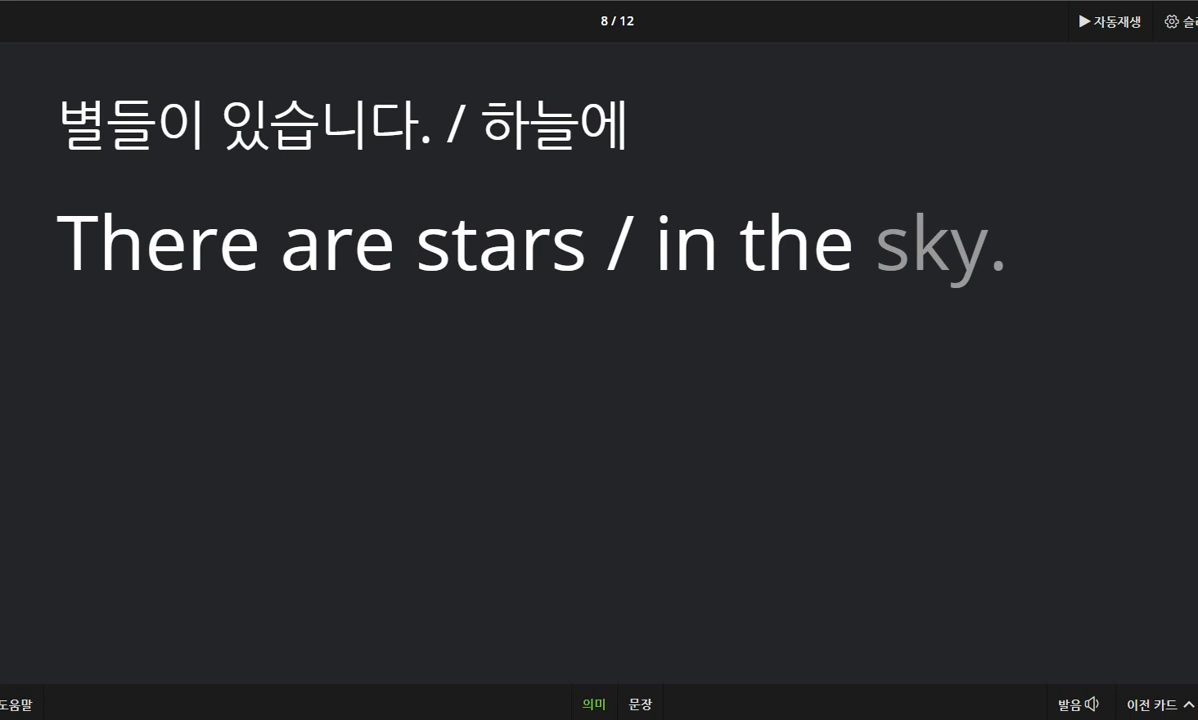 8 / 12
▶ 자동재생
별들이 있습니다. / 하늘에
There are stars / in the sky.
도움말
의미 문장
발음
이전 카드